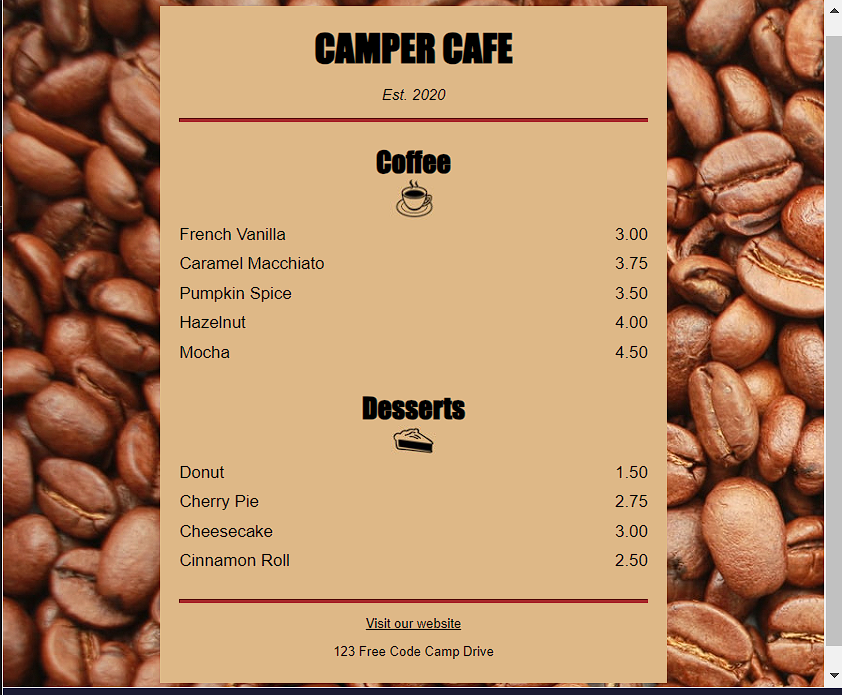 CAMPER CAFE
Est. 2020
Coffee
French Vanilla 3.00
Caramel Macchiato 3.75
Pumpkin Spice 3.50
Hazelnut 4.00
Mocha 4.50
Desserts
Donut 1.50
Cherry Pie 2.75
Cheesecake 3.00
Cinnamon Roll 2.50
Visit our website
123 Free Code Camp Drive